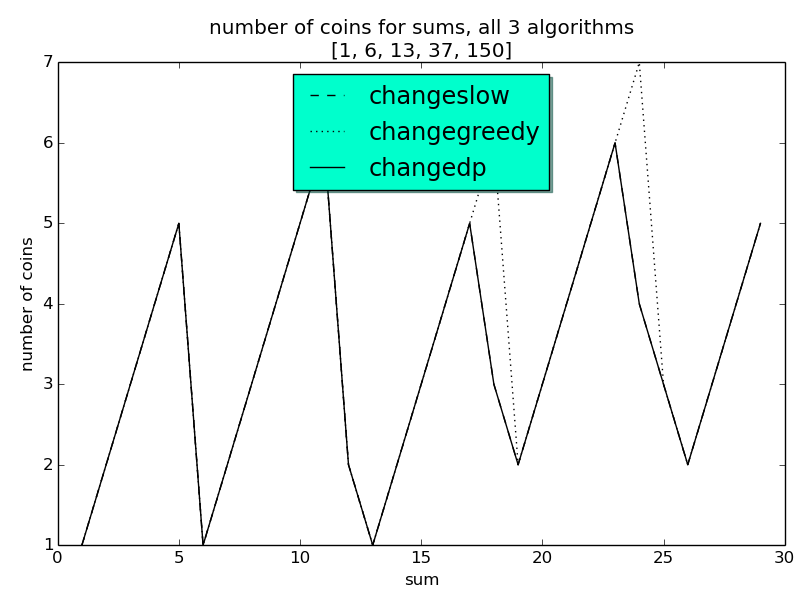 number of coins for sums, all 3 algorithms
[1, 6, 13, 37, 150]
changeslow
changegreedy
changedp
number of coins
7
6
5
4
3
2
1
0
5
10
15
20
25
30
sum